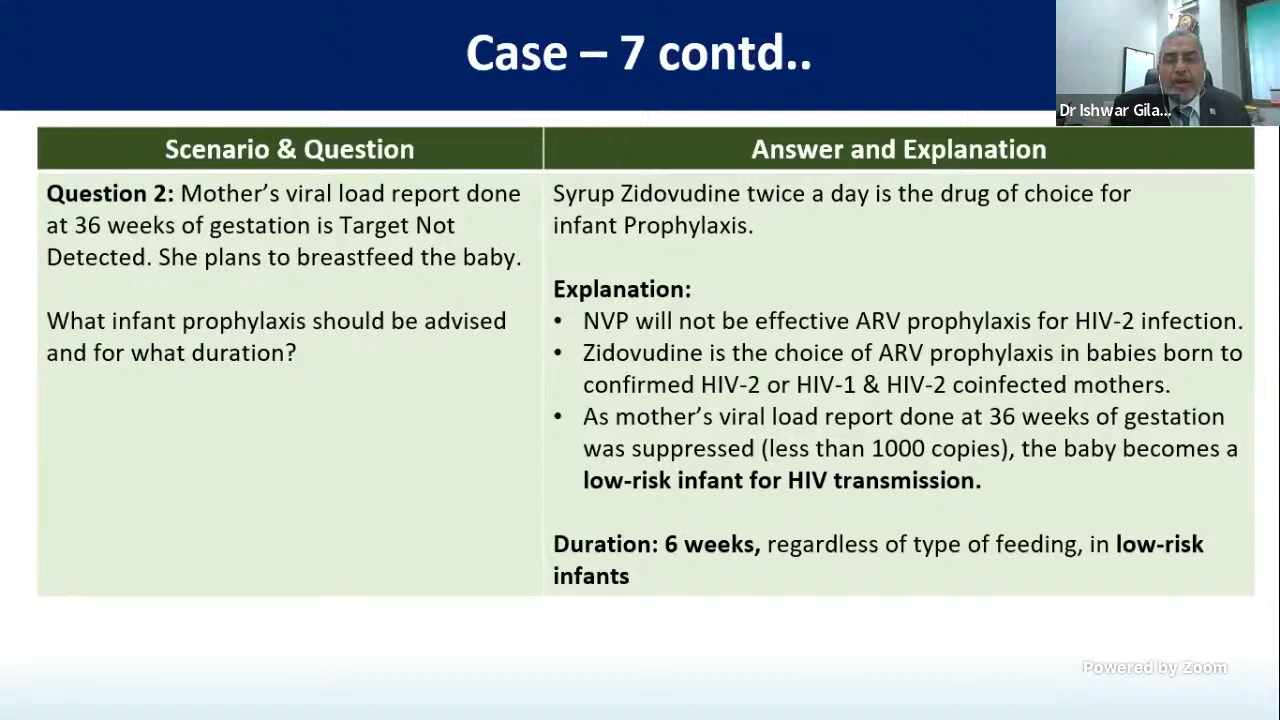 Case – 7 contd..
Dr Ishwar Gila...
Scenario & Question
Answer and Explanation
Question 2: Mother’s viral load report done
at 36 weeks of gestation is Target Not
Detected. She plans to breastfeed the baby.
What infant prophylaxis should be advised
and for what duration?
Syrup Zidovudine twice a day is the drug of choice for
infant Prophylaxis.
Explanation:
• NVP will not be effective ARV prophylaxis for HIV-2 infection.
• Zidovudine is the choice of ARV prophylaxis in babies born to
confirmed HIV-2 or HIV-1 & HIV-2 coinfected mothers.
• As mother’s viral load report done at 36 weeks of gestation
was suppressed (less than 1000 copies), the baby becomes a
low-risk infant for HIV transmission.
Duration: 6 weeks, regardless of type of feeding, in low-risk
infants
Powered by Zoom